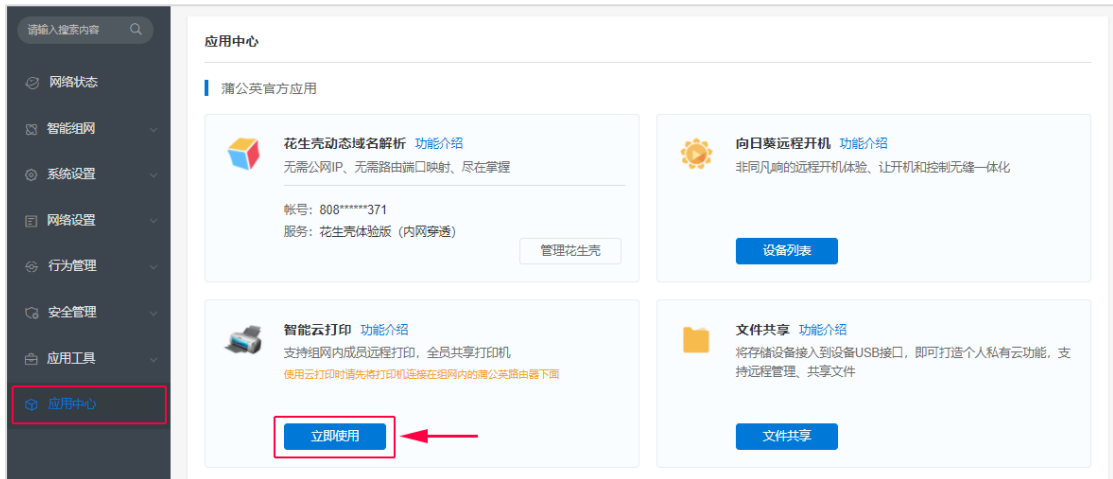 请输入搜索内容
网络状态
智能组网
系统设置
网络设置
行为管理
安全管理
应用工具
应用中心
应用中心
蒲公英官方应用
花生壳动态域名解析 功能介绍
无需公网IP、无需路由端口映射、尽在掌握
帐号：808******371
服务：花生壳体验版（内网穿透）
管理花生壳
向日葵远程开机 功能介绍
非同凡响的远程开机体验、让开机和控制无缝一体化
设备列表
智能云打印 功能介绍
支持组网内成员远程打印，全员共享打印机
使用云打印时请先将打印机连接在组网内的蒲公英路由器下面
立即使用
文件共享 功能介绍
将存储设备接入到设备USB接口，即可打造个人私有云功能，支
持远程管理、共享文件
文件共享